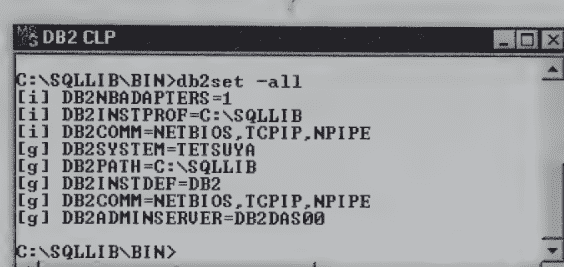 DB2 CLP
C:\SQLLIB\BIN>db2set -all
[i] DB2NBADAPTERS=1
[i] DB2INSTPROF=C:\SQLLIB
[i] DB2COMM=NETBIOS,TCPIP,NPIPE
[g] DB2SYSTEM=TETSUYA
[g] DB2PATH=C:\SQLLIB
[g] DB2INSTDEF=DB2
[g] DB2COMM=NETBIOS,TCPIP,NPIPE
[g] DB2ADMINSERVER=DB2DAS00
C:\SQLLIB\BIN>